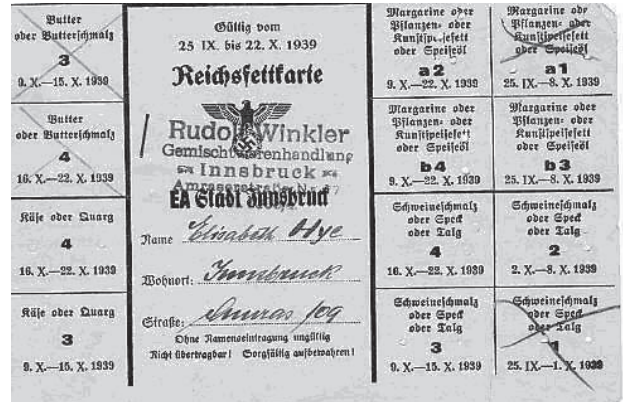 Butter
oder Butterschmalz
3
9. X.—15. X. 1939
Butter
oder Butterschmalz
4
16. X.—22. X. 1939
Käse oder Quarg
4
16. X.—22. X. 1939
Käse oder Quarg
3
9. X.—15. X. 1939
Gültig vom
25 IX. bis 22. X. 1939
Reichsfettkarte
Rudolf Winkler
Gemischtwarenhandlung
Innsbruck
EA Stadt Innsbruck
Name Elisabeth Hye
Wohnort: Innsbruck
Straße: Amras 109
Ohne Namenseintragung ungültig
Nicht übertragbar! Sorgfältig aufbewahren!
Margarine oder
Pflanzen- oder
Kunstspeisefett
oder Speiseöl
a2
9. X.—22. X. 1939
Margarine oder
Pflanzen- oder
Kunstspeisefett
oder Speiseöl
a1
25. IX.—8. X. 1939
Margarine oder
Pflanzen- oder
Kunstspeisefett
oder Speiseöl
b4
9. X.—22. X. 1939
Margarine oder
Pflanzen- oder
Kunstspeisefett
oder Speiseöl
b3
25. IX.—8. X. 1939
Schweineschmalz
oder Speck
oder Talg
4
16. X.—22. X. 1939
Schweineschmalz
oder Speck
oder Talg
2
2. X.—8. X. 1939
Schweineschmalz
oder Speck
oder Talg
3
9. X.—15. X. 1939
Schweineschmalz
oder Speck
oder Talg
1
25. IX.—1. X. 1939